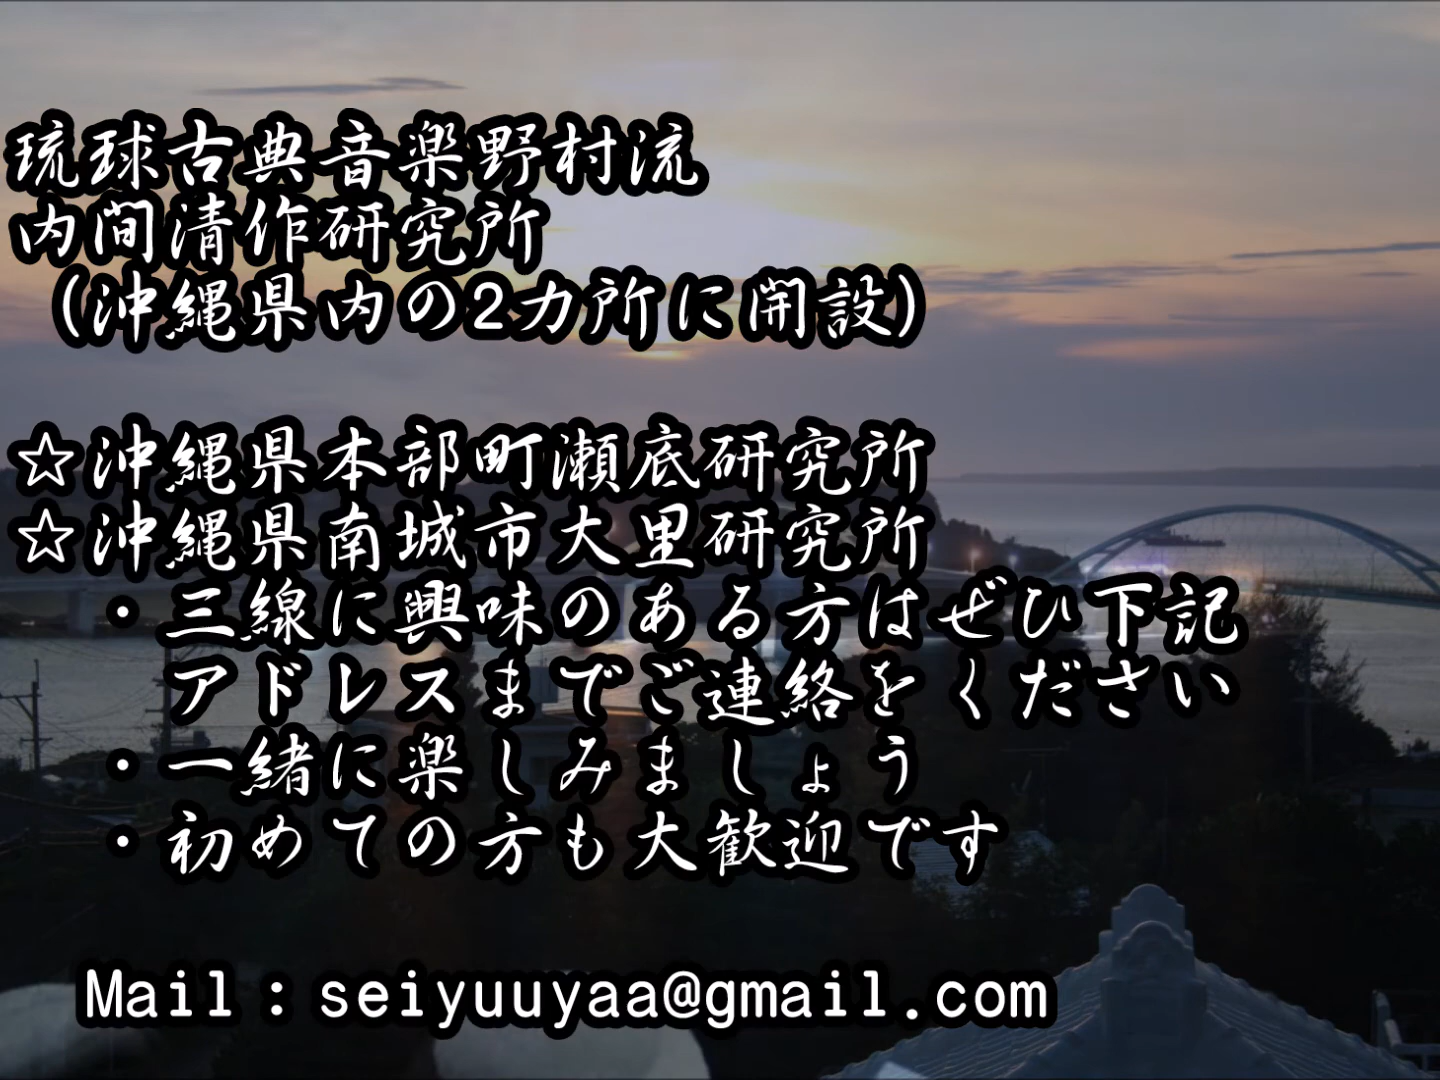 琉球古典音楽野村流
内間清作研究所
（沖縄県内の2カ所に開設）
☆沖縄県本部町瀬底研究所
☆沖縄県南城市大里研究所
・三線に興味のある方はぜひ下記
アドレスまでご連絡をください
・一緒に楽しみましょう
・初めての方も大歓迎です
Mail：seiyuuyaa@gmail.com